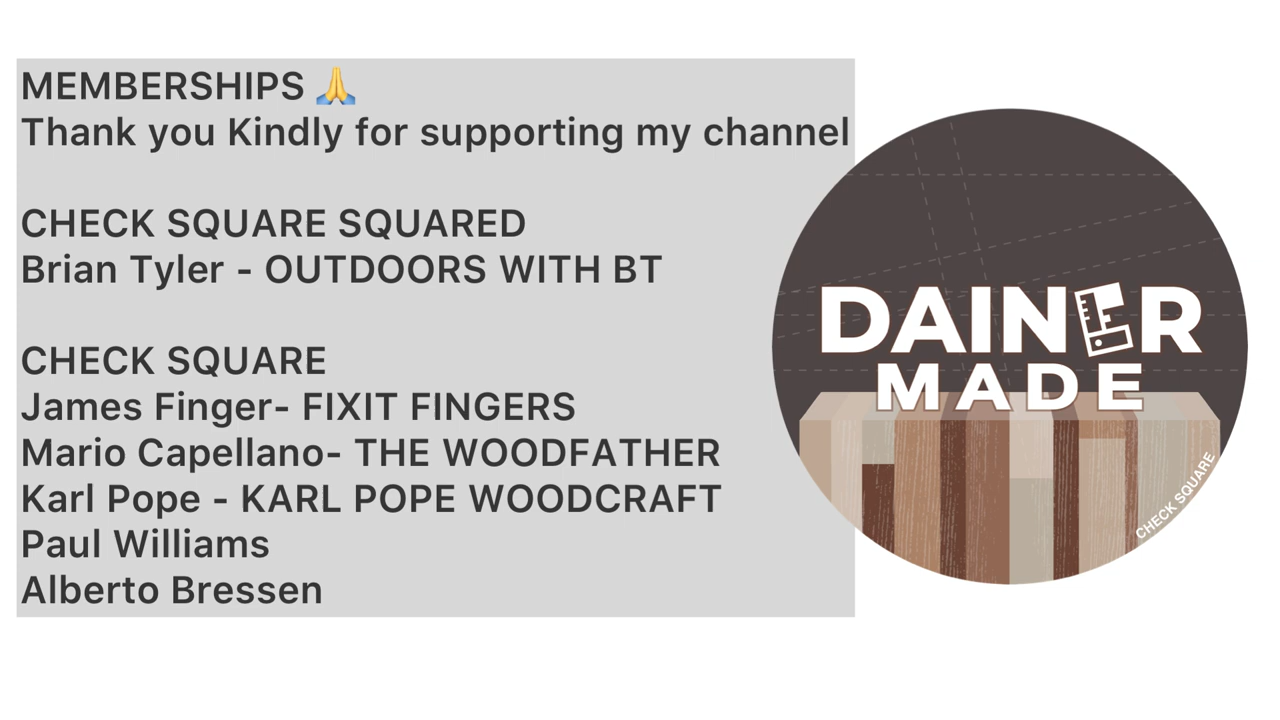 MEMBERSHIPS 🙏
Thank you Kindly for supporting my channel
CHECK SQUARE SQUARED
Brian Tyler - OUTDOORS WITH BT
CHECK SQUARE
James Finger- FIXIT FINGERS
Mario Capellano- THE WOODFATHER
Karl Pope - KARL POPE WOODCRAFT
Paul Williams
Alberto Bressen
DAINER
MADE
CHECK SQUARE